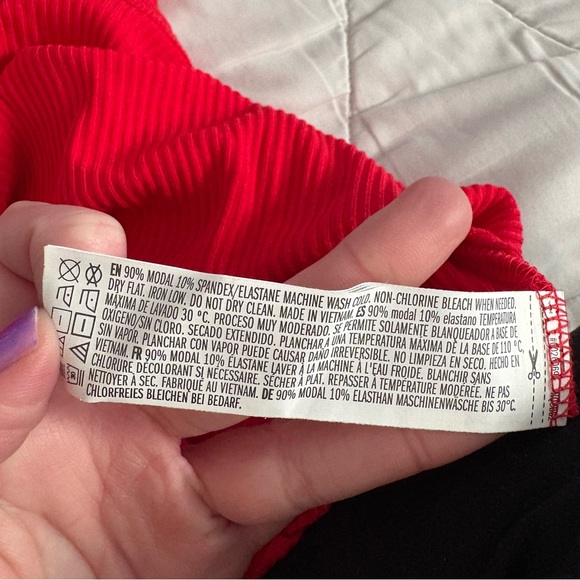 EN 90% MODAL 10% SPANDEX/ELASTANE MACHINE WASH COLD. NON-CHLORINE BLEACH WHEN NEEDED.
DRY FLAT. IRON LOW. DO NOT DRY CLEAN. MADE IN VIETNAM. ES 90% modal 10% elastano TEMPERATURA
MÁXIMA DE LAVADO 30 °C. PROCESO MUY MODERADO. SE PERMITE SOLAMENTE BLANQUEADOR A BASE DE
OXÍGENO/SIN CLORO. SECADO EXTENDIDO. PLANCHAR A UNA TEMPERATURA MÁXIMA DE LA BASE DE 110 °C,
SIN VAPOR. PLANCHAR CON VAPOR PUEDE CAUSAR DAÑO IRREVERSIBLE. NO LIMPIEZA EN SECO. HECHO EN
VIETNAM. FR 90% MODAL 10% ÉLASTANE LAVER À LA MACHINE À L'EAU FROIDE. BLANCHIR SANS
CHLORURE DÉCOLORANT SI NÉCESSAIRE. SÉCHER À PLAT. REPASSER À TEMPÉRATURE MODÉRÉE. NE PAS
NETTOYER À SEC. FABRIQUÉ AU VIETNAM. DE 90% MODAL 10% ELASTHAN MASCHINENWÄSCHE BIS 30°C.
CHLORFREIES BLEICHEN BEI BEDARF.